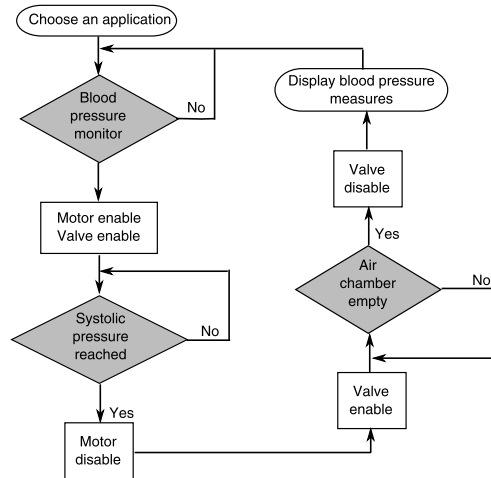 Choose an application
Blood
pressure
monitor
No
Motor enable
Valve enable
Systolic
pressure
reached
No
Yes
Motor
disable
Valve
enable
Air
chamber
empty
No
Yes
Valve
disable
Display blood pressure
measures